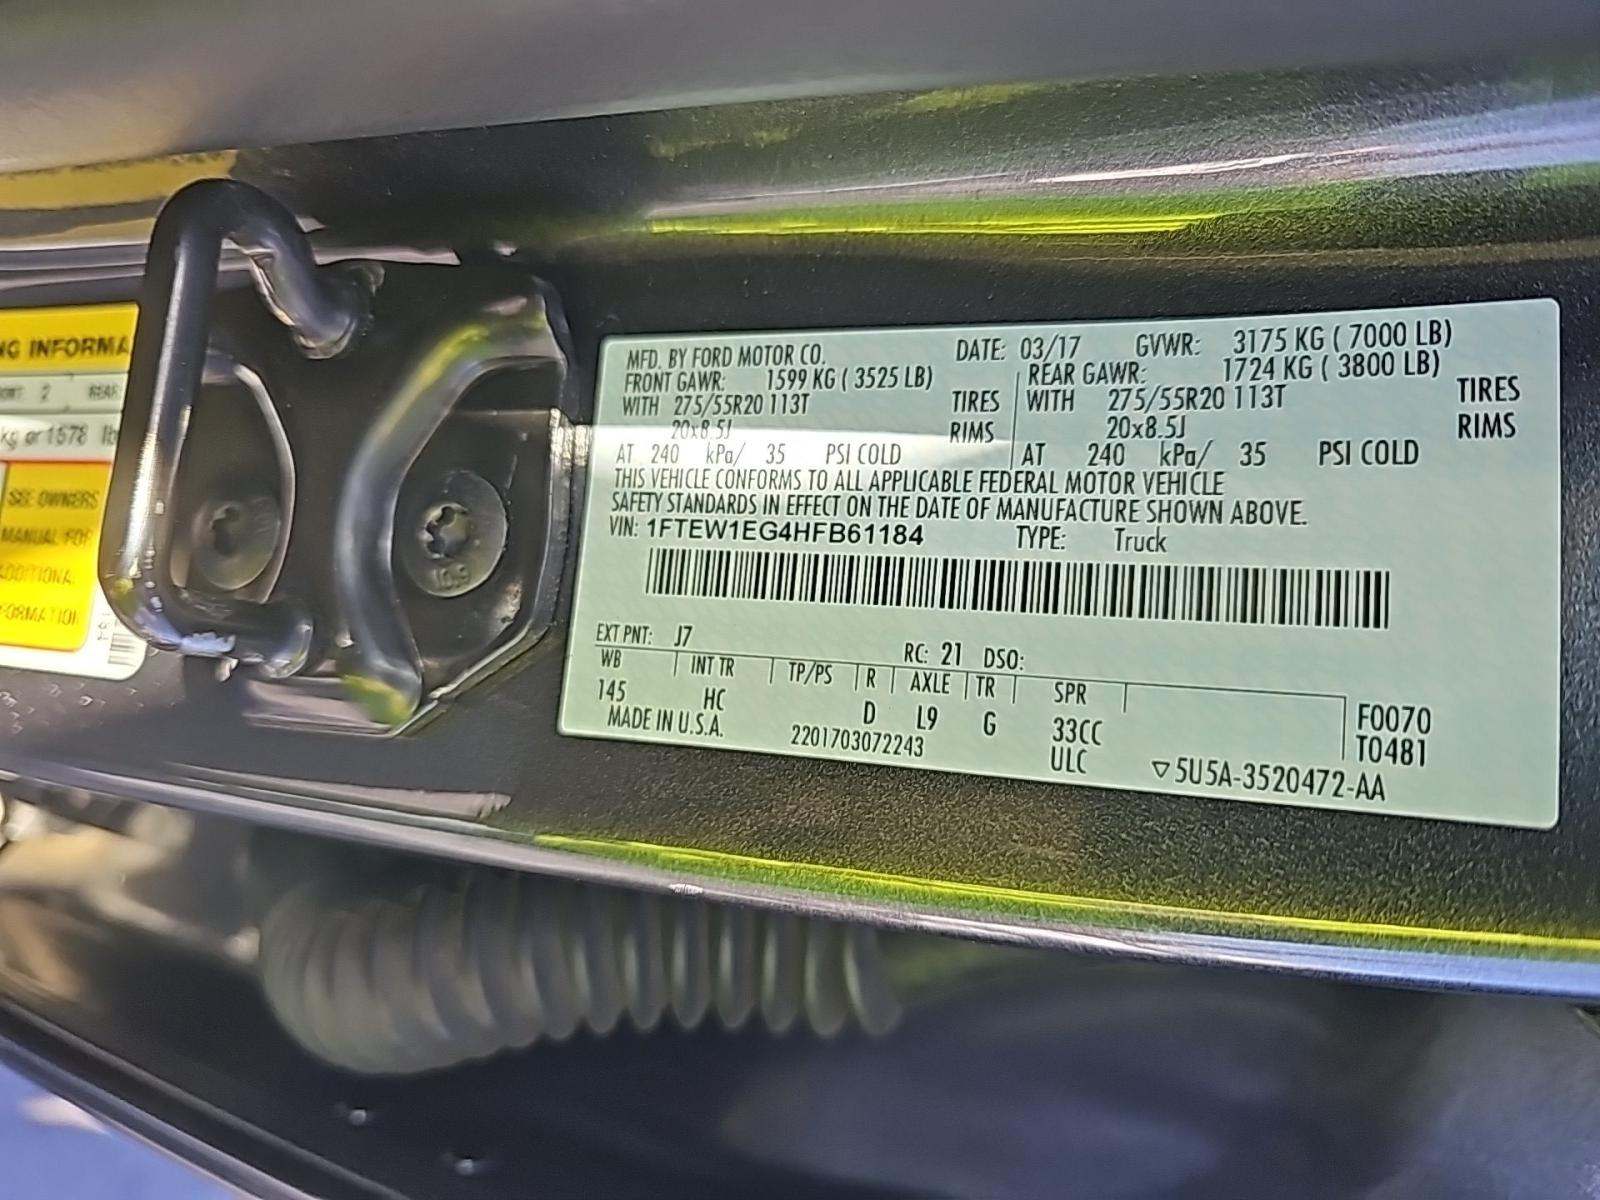 NG INFORMA
2 REAR
kg or 1578 lb
SEE OWNERS
MANUAL FOR
ADDITIONAL
10.9
MFD. BY FORD MOTOR CO. DATE: 03/17 GVWR: 3175 KG ( 7000 LB)
FRONT GAWR: 1599 KG ( 3525 LB) REAR GAWR: 1724 KG ( 3800 LB)
WITH 275/55R20 113T TIRES WITH 275/55R20 113T TIRES
20x8.5J RIMS 20x8.5J RIMS
AT 240 kPa/ 35 PSI COLD AT 240 kPa/ 35 PSI COLD
THIS VEHICLE CONFORMS TO ALL APPLICABLE FEDERAL MOTOR VEHICLE
SAFETY STANDARDS IN EFFECT ON THE DATE OF MANUFACTURE SHOWN ABOVE.
VIN: 1FTEW1EG4HFB61184 TYPE: Truck
EXT PNT: J7 RC: 21 DSO:
WB INT TR TP/PS R AXLE TR SPR
145 HC D L9 G 33CC F0070
MADE IN U.S.A. 2201703072243 ULC T0481
▽5U5A-3520472-AA